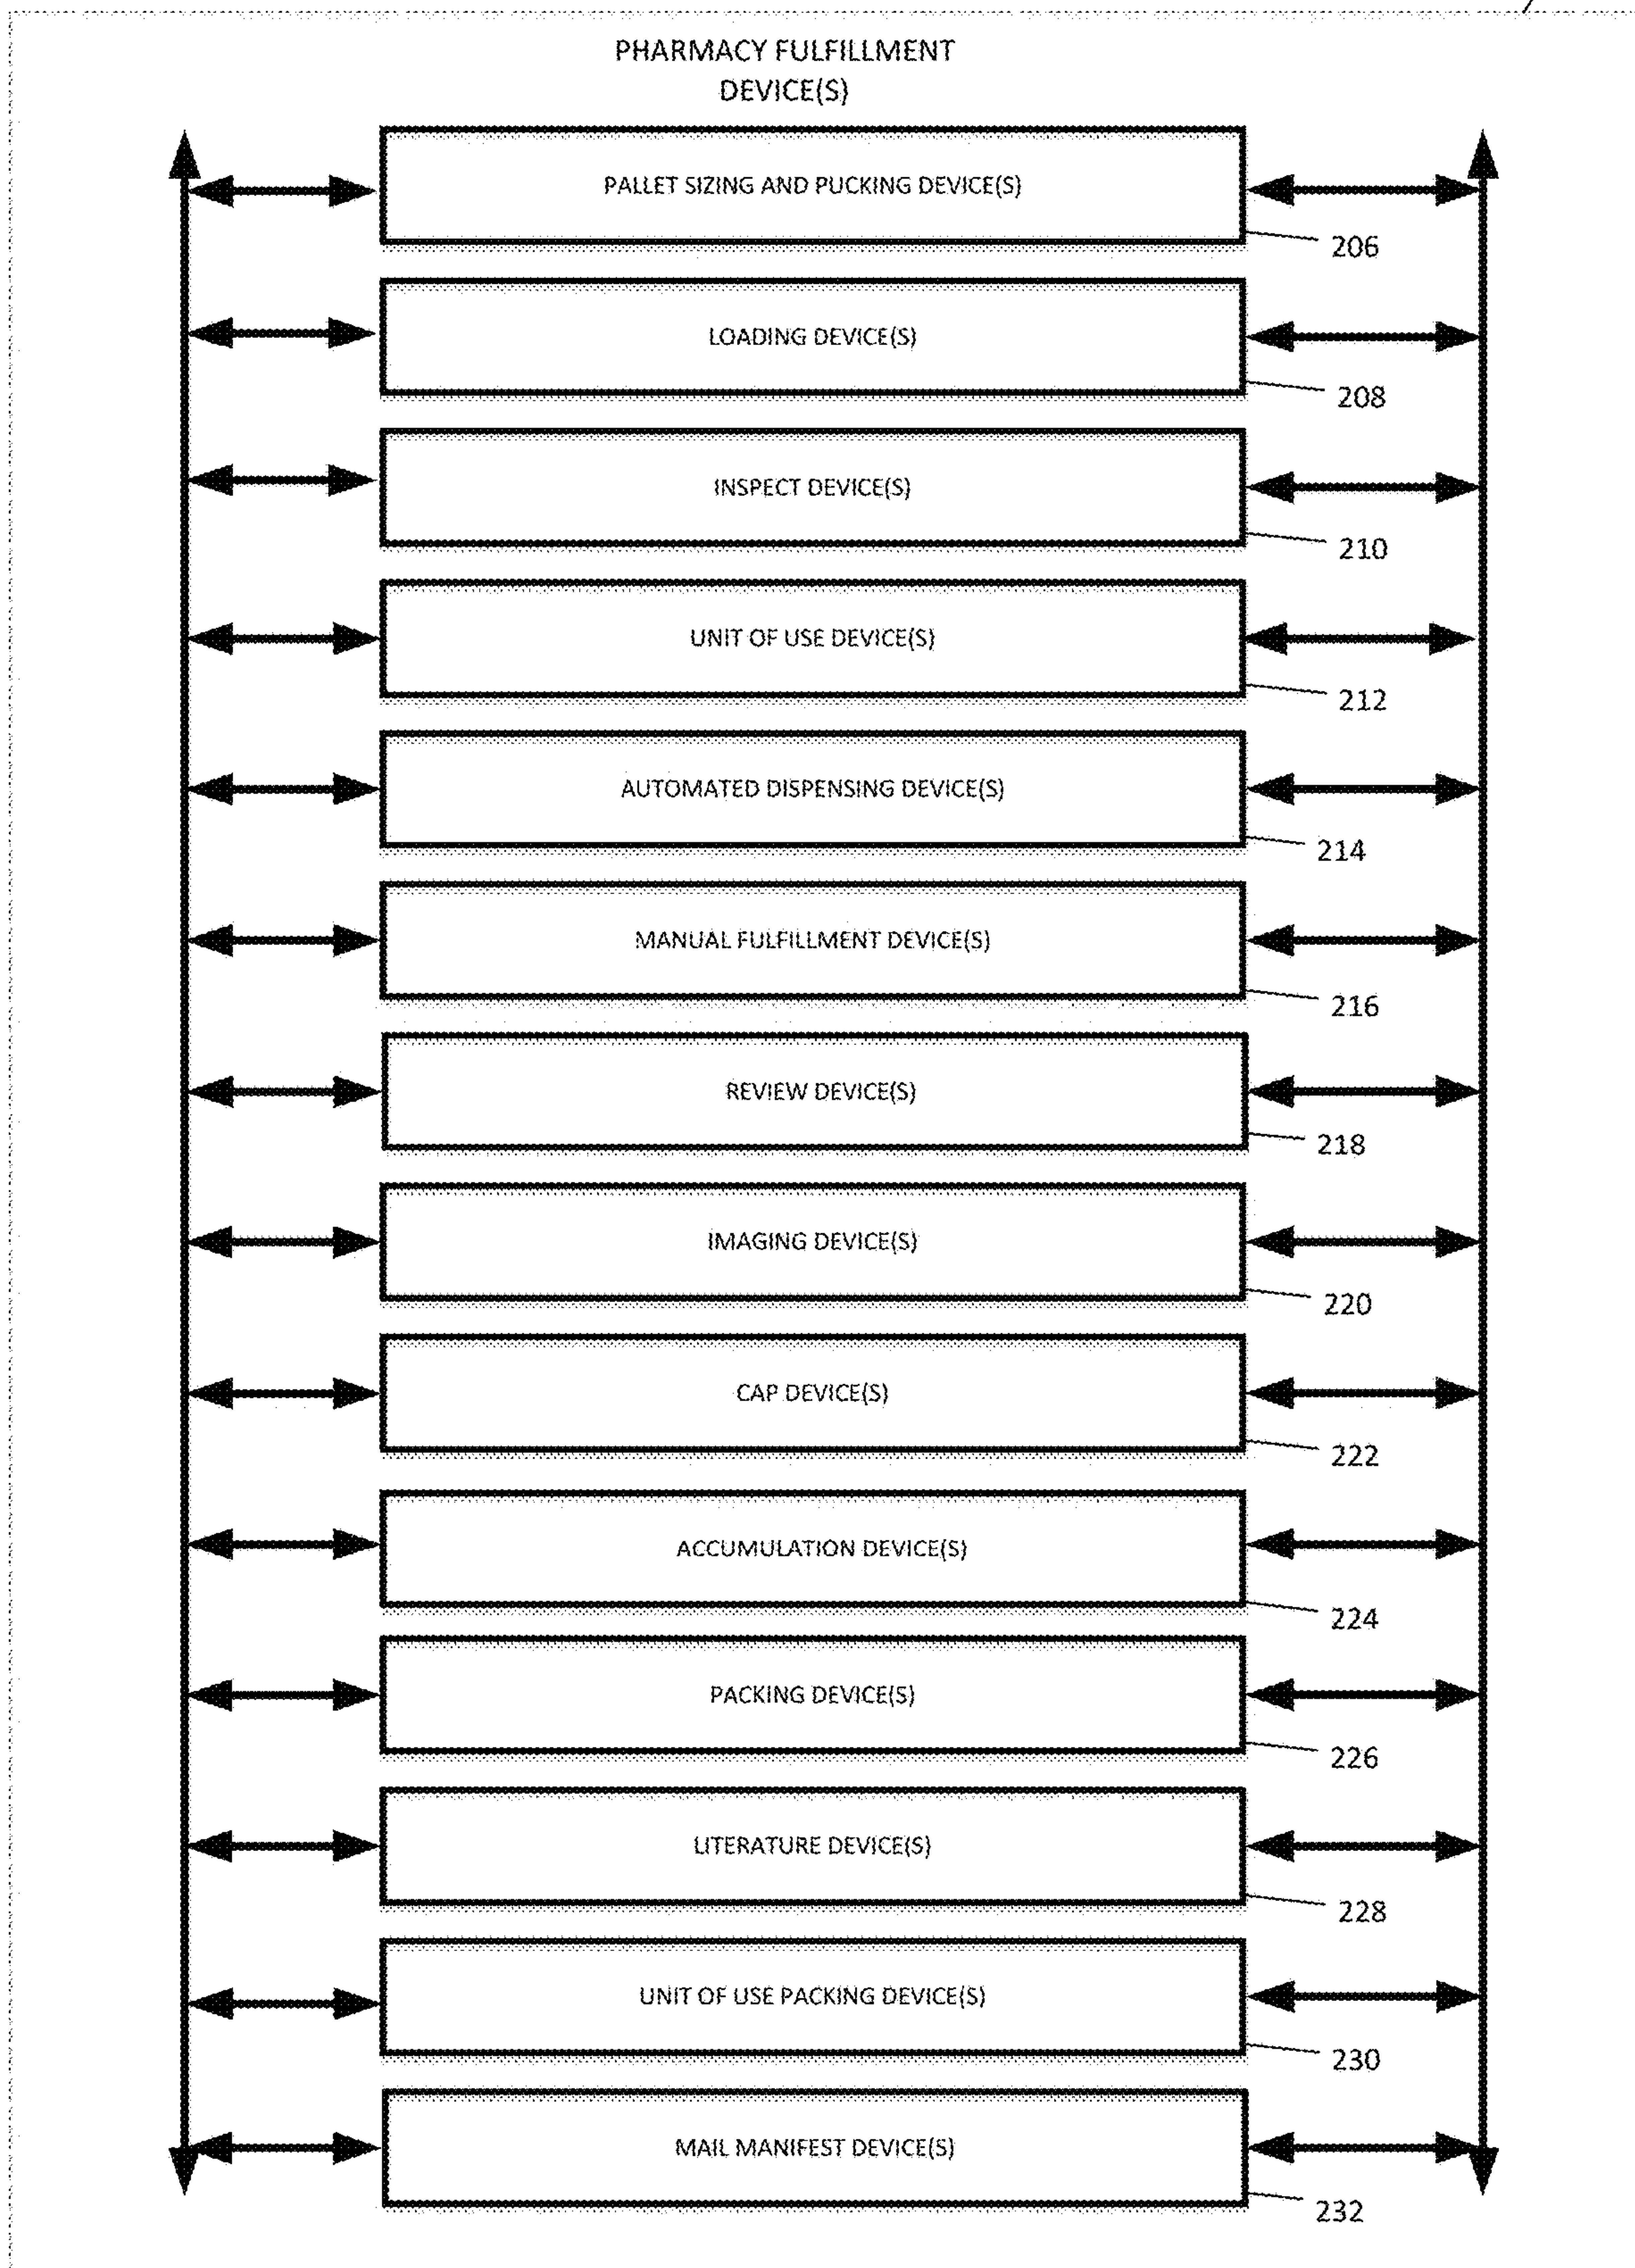 PHARMACY FULFILLMENT
DEVICE(S)
PALLET SIZING AND PUCKING DEVICE(S)
206
LOADING DEVICE(S)
208
INSPECT DEVICE(S)
210
UNIT OF USE DEVICE(S)
212
AUTOMATED DISPENSING DEVICE(S)
214
MANUAL FULFILLMENT DEVICE(S)
216
REVIEW DEVICE(S)
218
IMAGING DEVICE(S)
220
CAP DEVICE(S)
222
ACCUMULATION DEVICE(S)
224
PACKING DEVICE(S)
226
LITERATURE DEVICE(S)
228
UNIT OF USE PACKING DEVICE(S)
230
MAIL MANIFEST DEVICE(S)
232